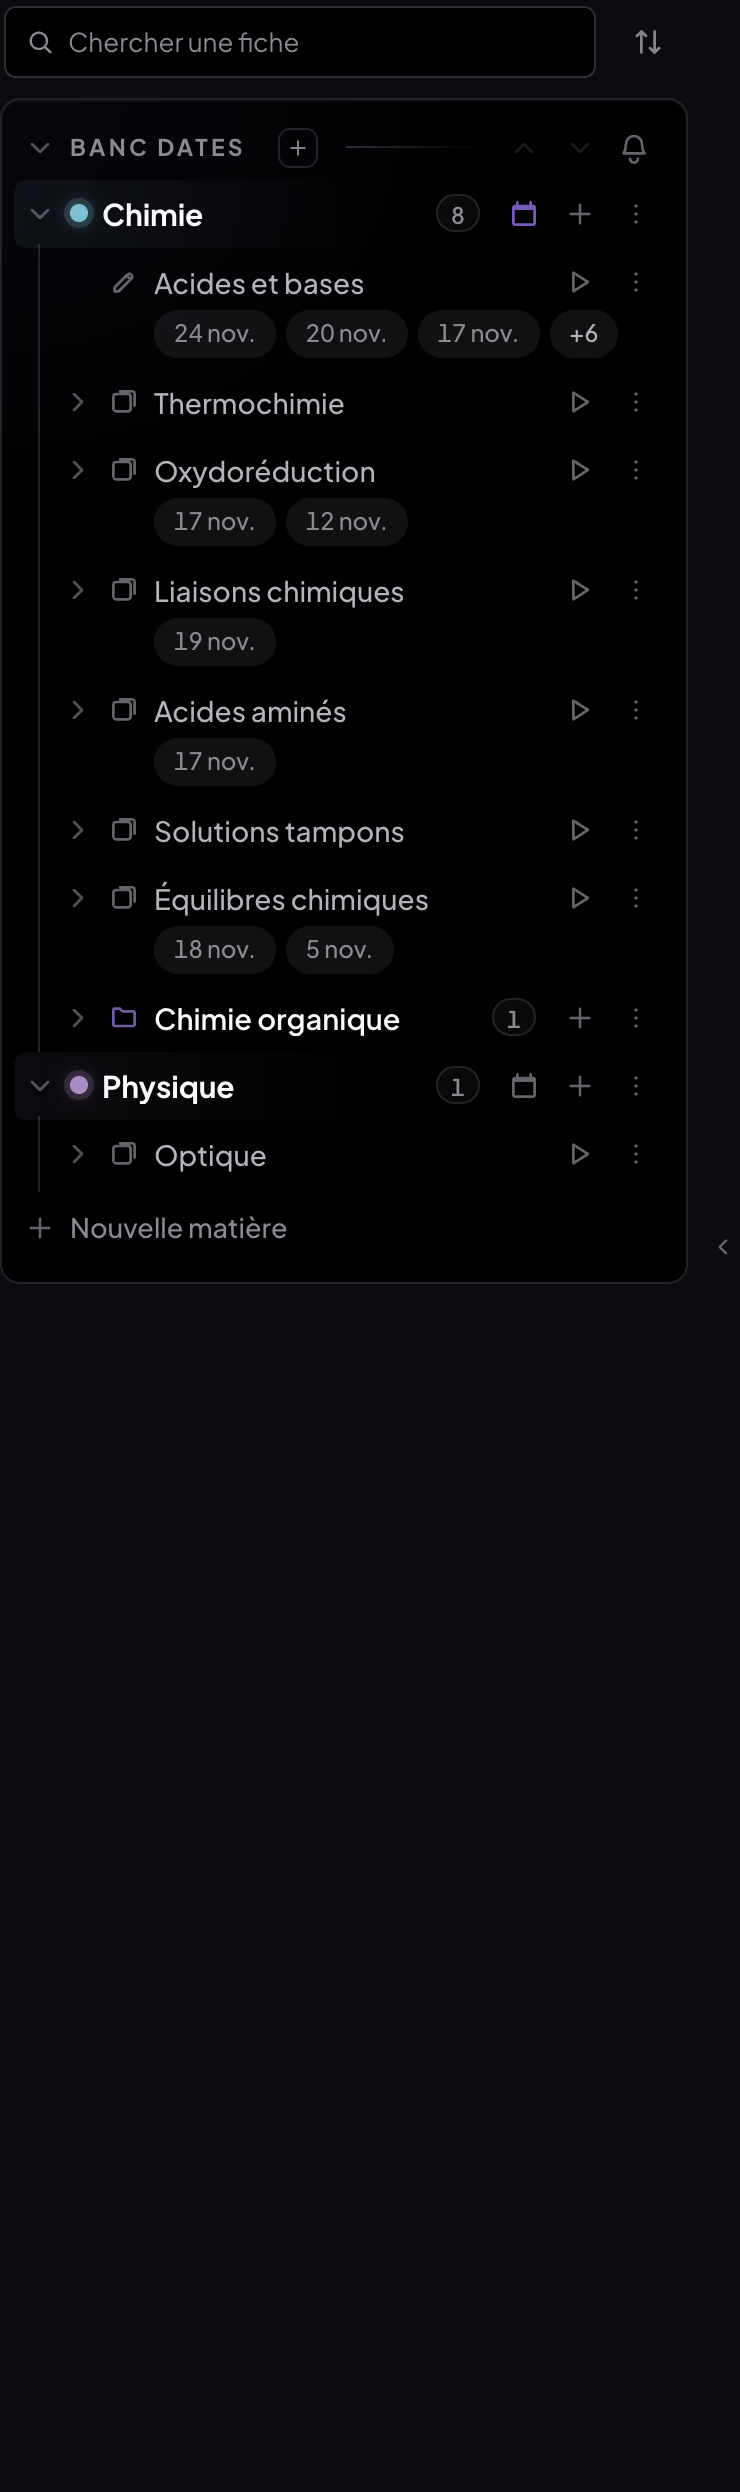 Chercher une fiche
BANC DATES
Chimie 8
Acides et bases
24 nov. 20 nov. 17 nov. +6
Thermochimie
Oxydoréduction
17 nov. 12 nov.
Liaisons chimiques
19 nov.
Acides aminés
17 nov.
Solutions tampons
Équilibres chimiques
18 nov. 5 nov.
Chimie organique 1
Physique 1
Optique
Nouvelle matière